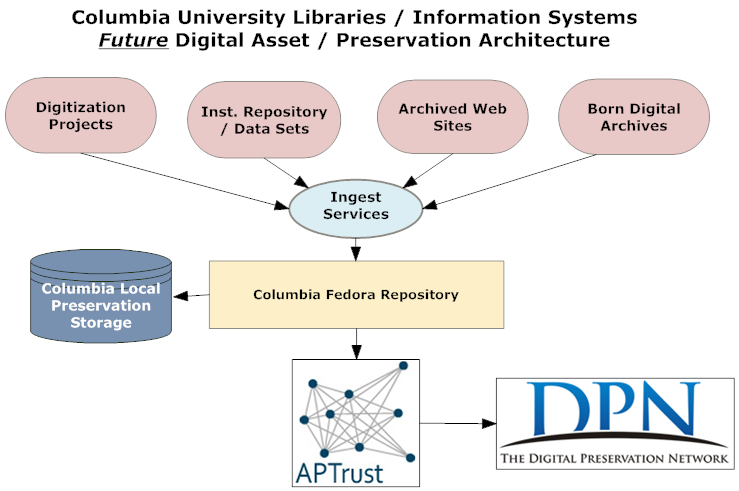 Columbia University Libraries / Information Systems
Future Digital Asset / Preservation Architecture
Digitization
Projects
Inst. Repository
/ Data Sets
Archived Web
Sites
Born Digital
Archives
Ingest
Services
Columbia Local
Preservation
Storage
Columbia Fedora Repository
APTrust
DPN
THE DIGITAL PRESERVATION NETWORK